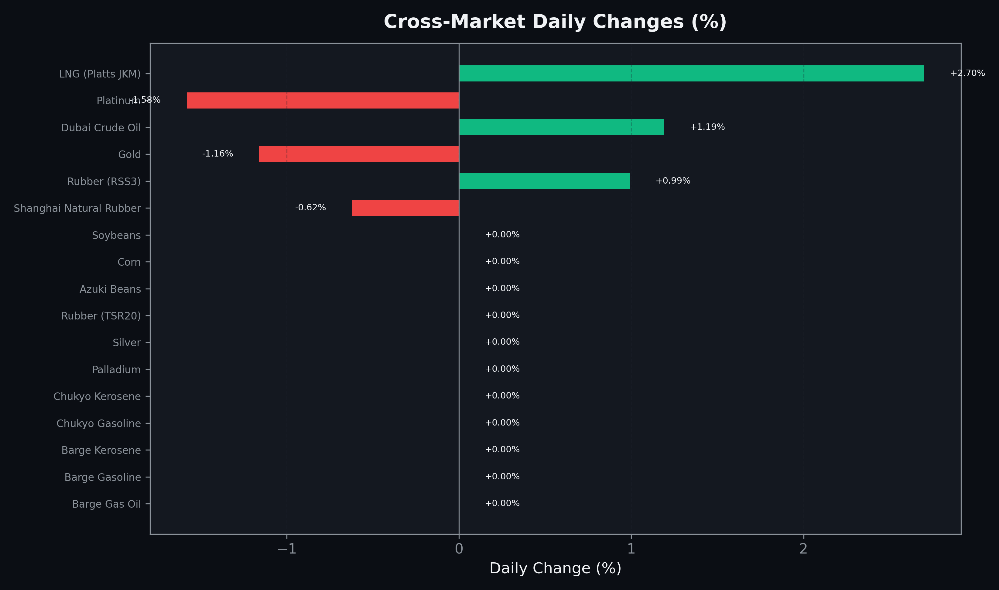 Cross-Market Daily Changes (%)
LNG (Platts JKM) +2.70%
Platinum -1.58%
Dubai Crude Oil +1.19%
Gold -1.16%
Rubber (RSS3) +0.99%
Shanghai Natural Rubber -0.62%
Soybeans +0.00%
Corn +0.00%
Azuki Beans +0.00%
Rubber (TSR20) +0.00%
Silver +0.00%
Palladium +0.00%
Chukyo Kerosene +0.00%
Chukyo Gasoline +0.00%
Barge Kerosene +0.00%
Barge Gasoline +0.00%
Barge Gas Oil +0.00%
−1 0 1 2
Daily Change (%)